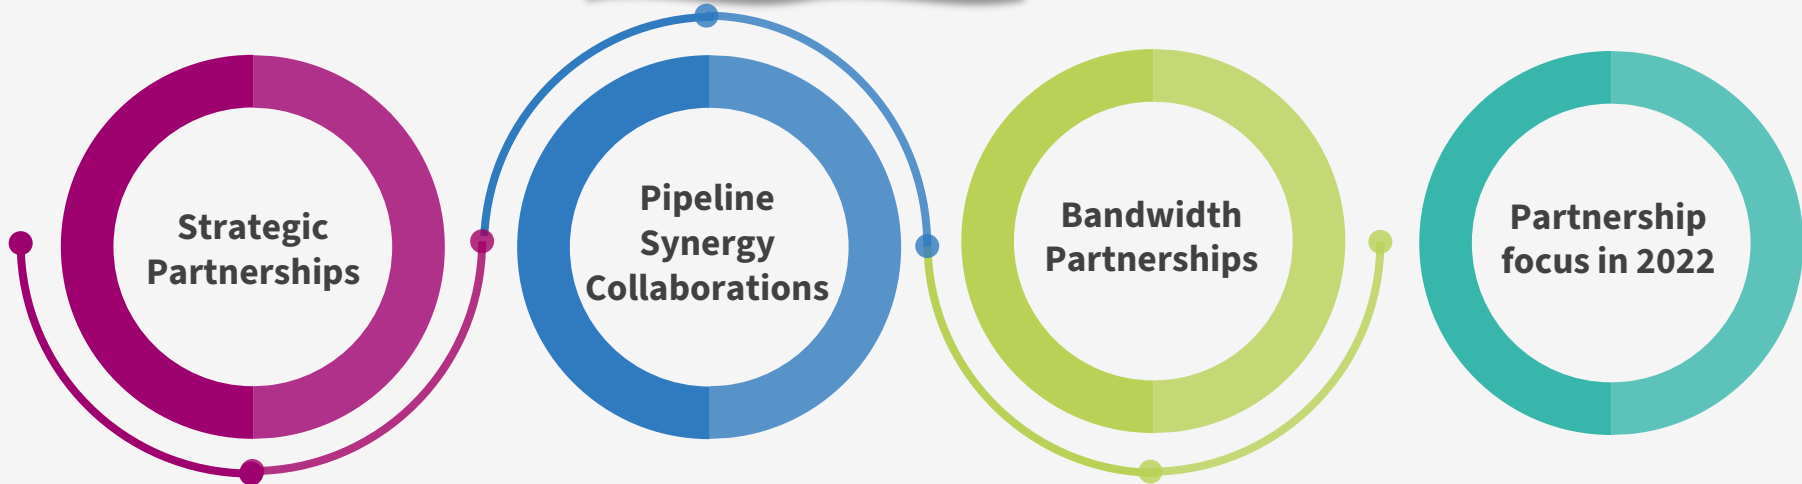 Strategic
Partnerships
Pipeline
Synergy
Collaborations
Bandwidth
Partnerships
Partnership
focus in 2022